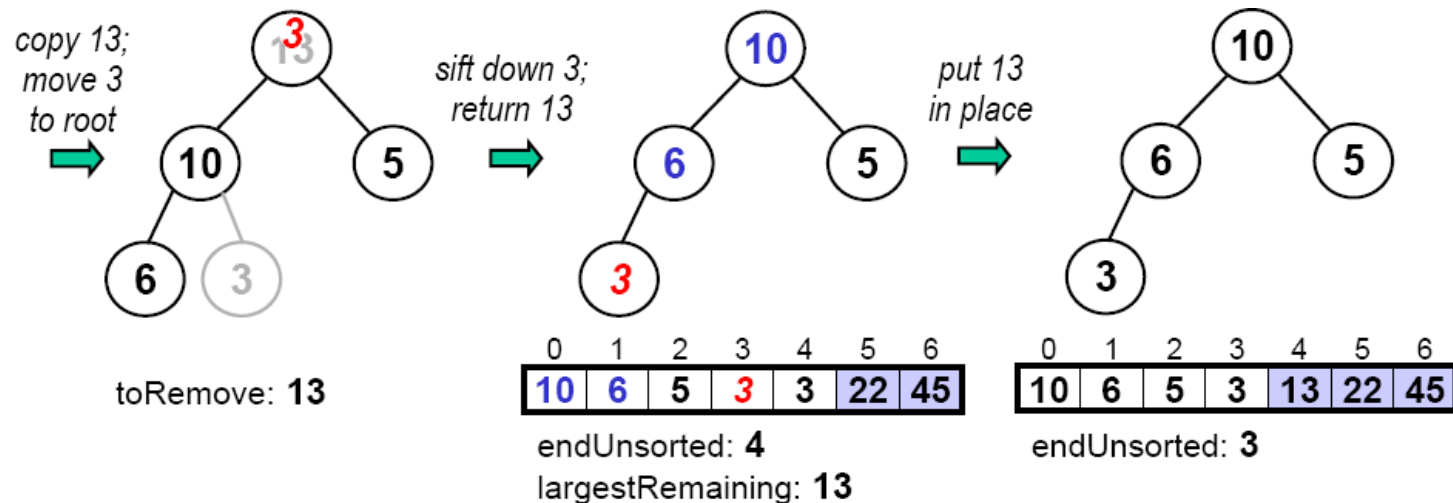 copy 13;
move 3
to root
3
13
10
5
6
3
toRemove: 13
sift down 3;
return 13
10
6
5
3
0 1 2 3 4 5 6
10 6 5 3 3 22 45
endUnsorted: 4
largestRemaining: 13
put 13
in place
10
6
5
3
0 1 2 3 4 5 6
10 6 5 3 13 22 45
endUnsorted: 3